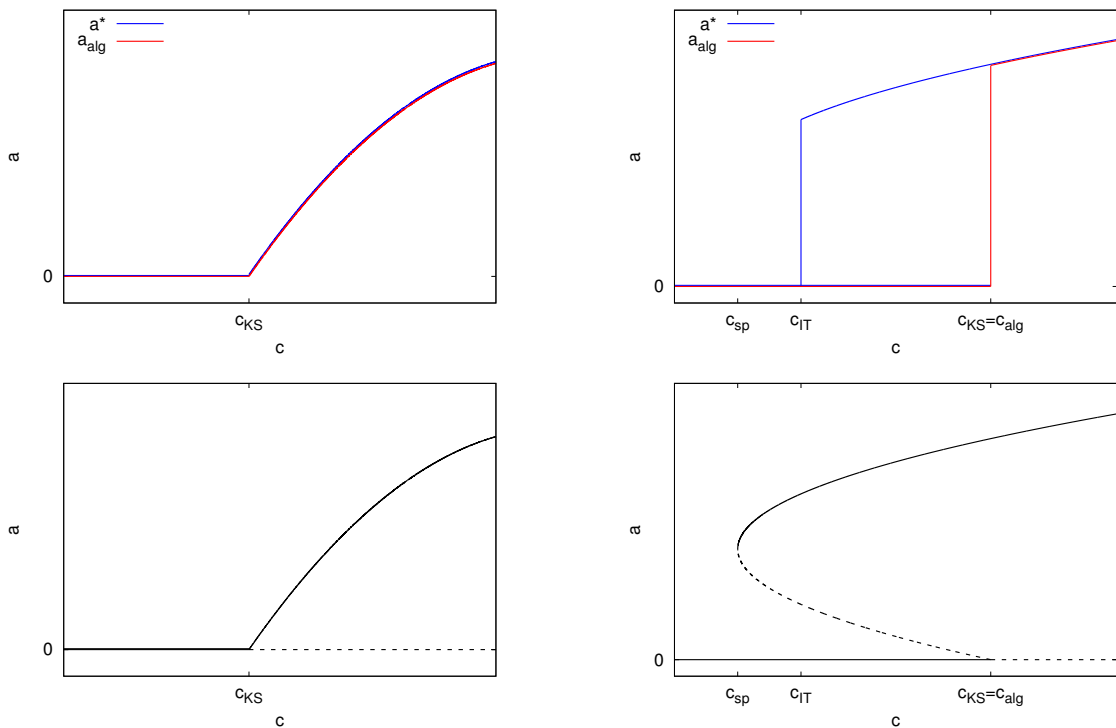 a*
a_alg
a
0
c_KS
c
a*
a_alg
a
0
c_sp
c_IT
c_KS=c_alg
c
a
0
c_KS
c
a
0
c_sp
c_IT
c_KS=c_alg
c